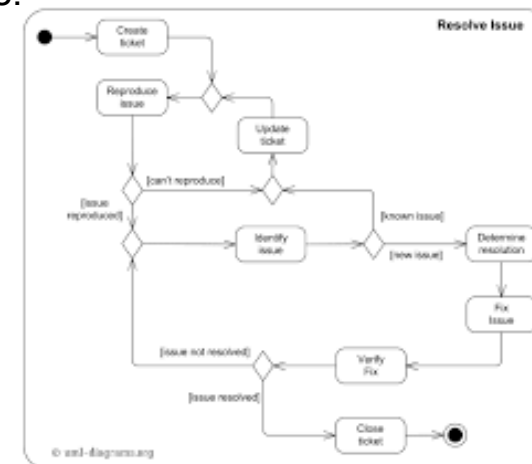 Resolve Issue
Create
ticket
Reproduce
issue
Update
ticket
[can't reproduce]
[issue
reproduced]
[known issue]
Identify
issue
[new issue]
Determine
resolution
Fix
Issue
[issue not resolved]
Verify
Fix
[issue resolved]
Close
ticket
© uml-diagrams.org